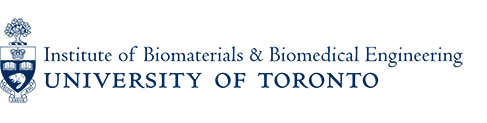 Institute of Biomaterials & Biomedical Engineering
UNIVERSITY OF TORONTO